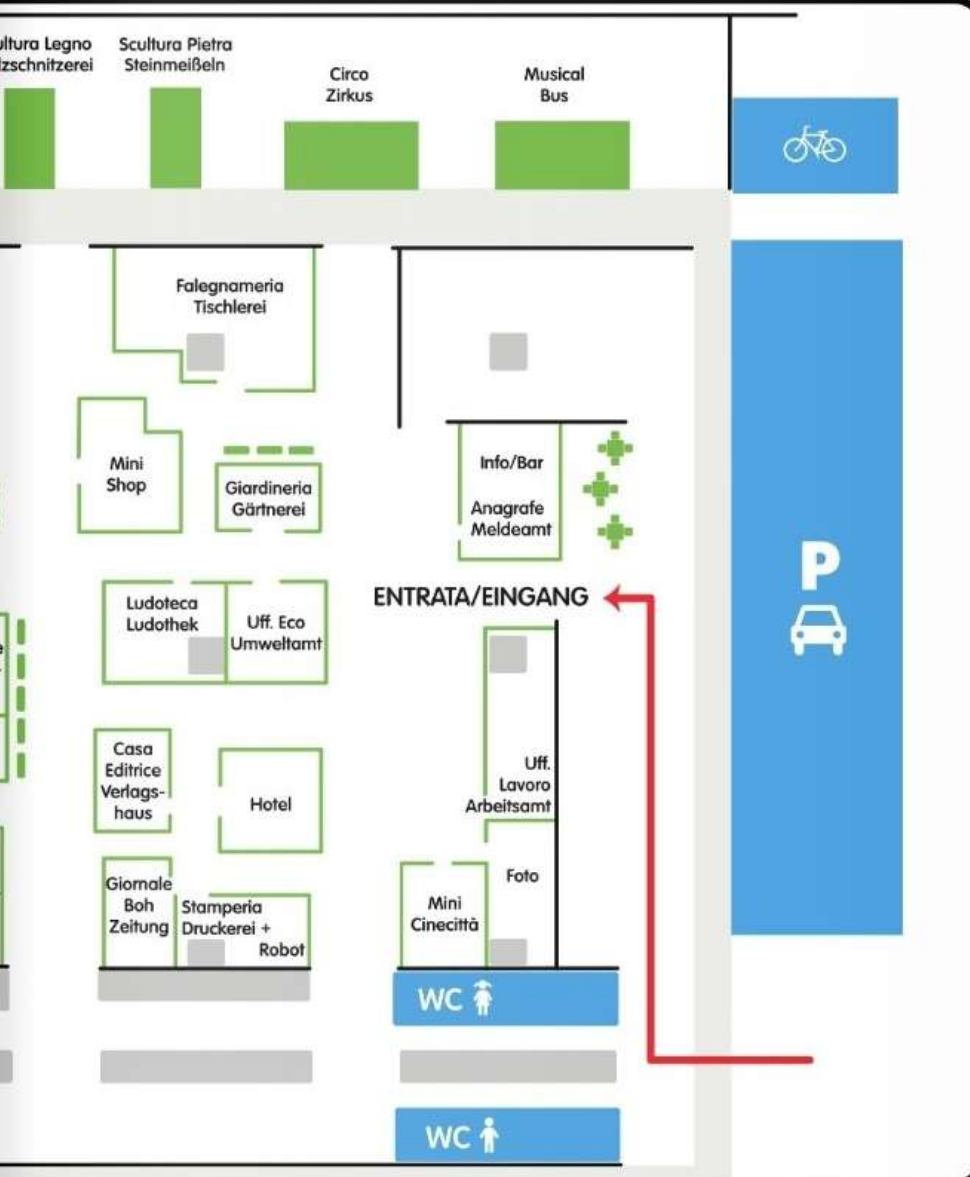 Scultura Pietra
Steinmeißeln
Circo
Zirkus
Musical
Bus
Legno
Falegnameria
Tischlerei
Mini
Shop
Giardineria
Gärtnerei
Info/Bar
Anagrafe
Meldeamt
P
ENTRATA/EINGANG
Ludoteca
Ludothek
Uff. Eco
Umweltamt
Casa
Editrice
Verlags-
haus
Hotel
Uff.
Lavoro
Arbeitsamt
Giornale
Boh
Zeitung
Stamperia
Druckerei +
Robot
Mini
Cinecittà
Foto
WC
WC